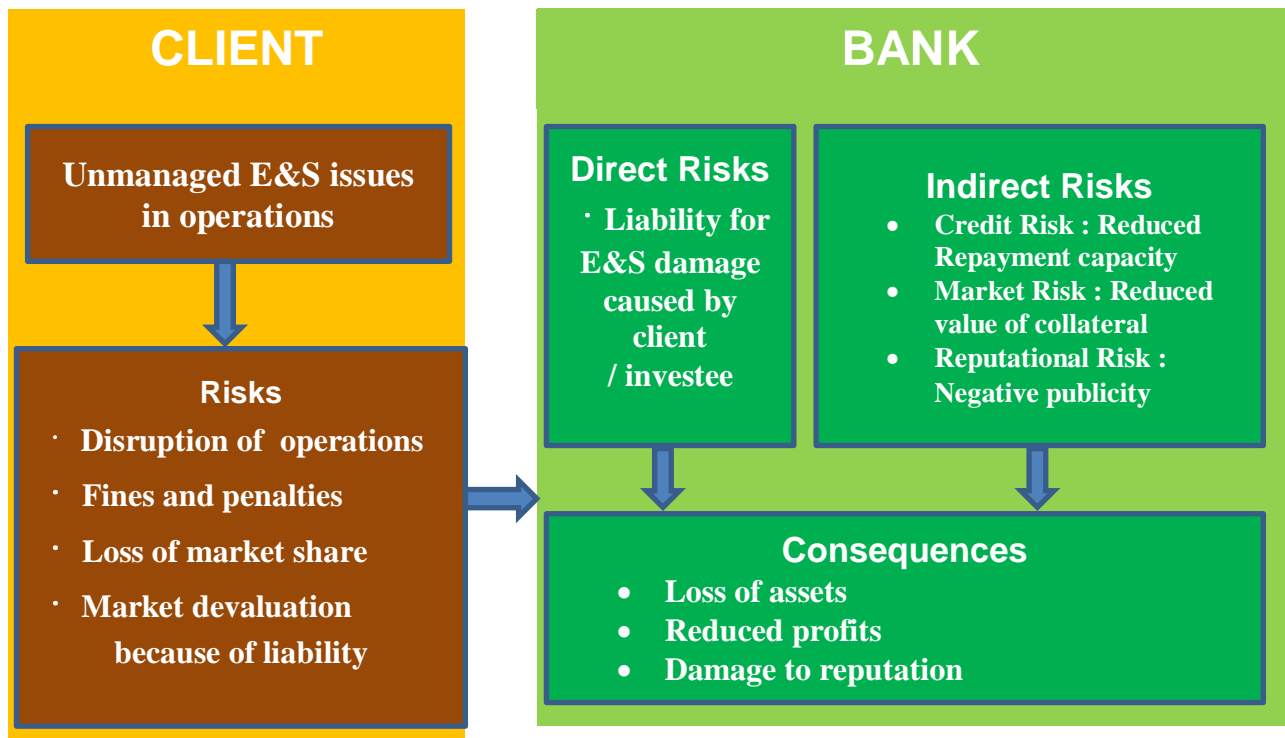 CLIENT
Unmanaged E&S issues
in operations
Risks
· Disruption of operations
· Fines and penalties
· Loss of market share
· Market devaluation
because of liability
BANK
Direct Risks
· Liability for
E&S damage
caused by
client
/ investee
Indirect Risks
• Credit Risk : Reduced
Repayment capacity
• Market Risk : Reduced
value of collateral
• Reputational Risk :
Negative publicity
Consequences
• Loss of assets
• Reduced profits
• Damage to reputation